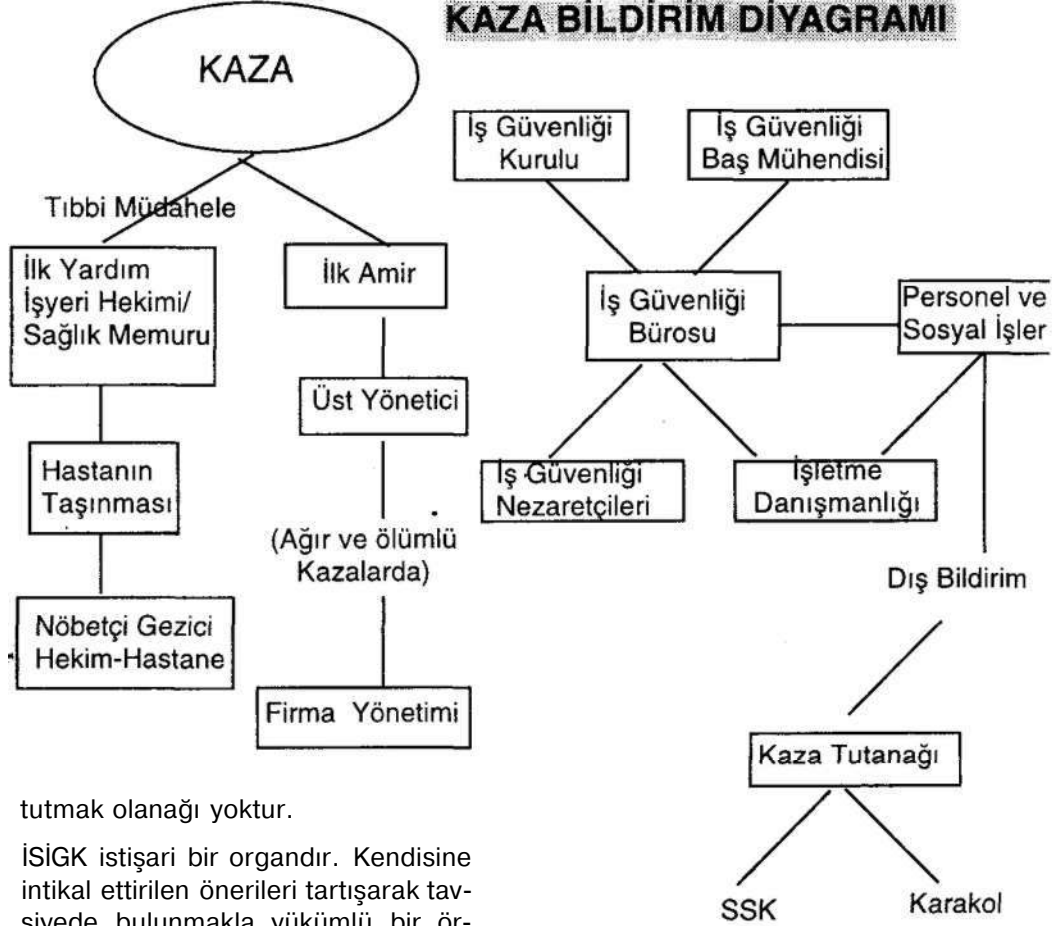 KAZA BİLDİRİM DİYAGRAMI
KAZA
Tıbbi Müdahele
İlk Yardım
İşyeri Hekimi/
Sağlık Memuru
Hastanın
Taşınması
Nöbetçi Gezici
Hekim-Hastane
İlk Amir
Üst Yönetici
(Ağır ve ölümlü
Kazalarda)
Firma Yönetimi
İş Güvenliği
Kurulu
İş Güvenliği
Baş Mühendisi
İş Güvenliği
Bürosu
Personel ve
Sosyal İşler
İş Güvenliği
Nezaretçileri
İşletme
Danışmanlığı
Dış Bildirim
Kaza Tutanağı
SSK
Karakol
tutmak olanağı yoktur.
İSİGK istişari bir organdır. Kendisine
intikal ettirilen önerileri tartışarak tav-
siyede bulunmakla yükümlü bir ör-